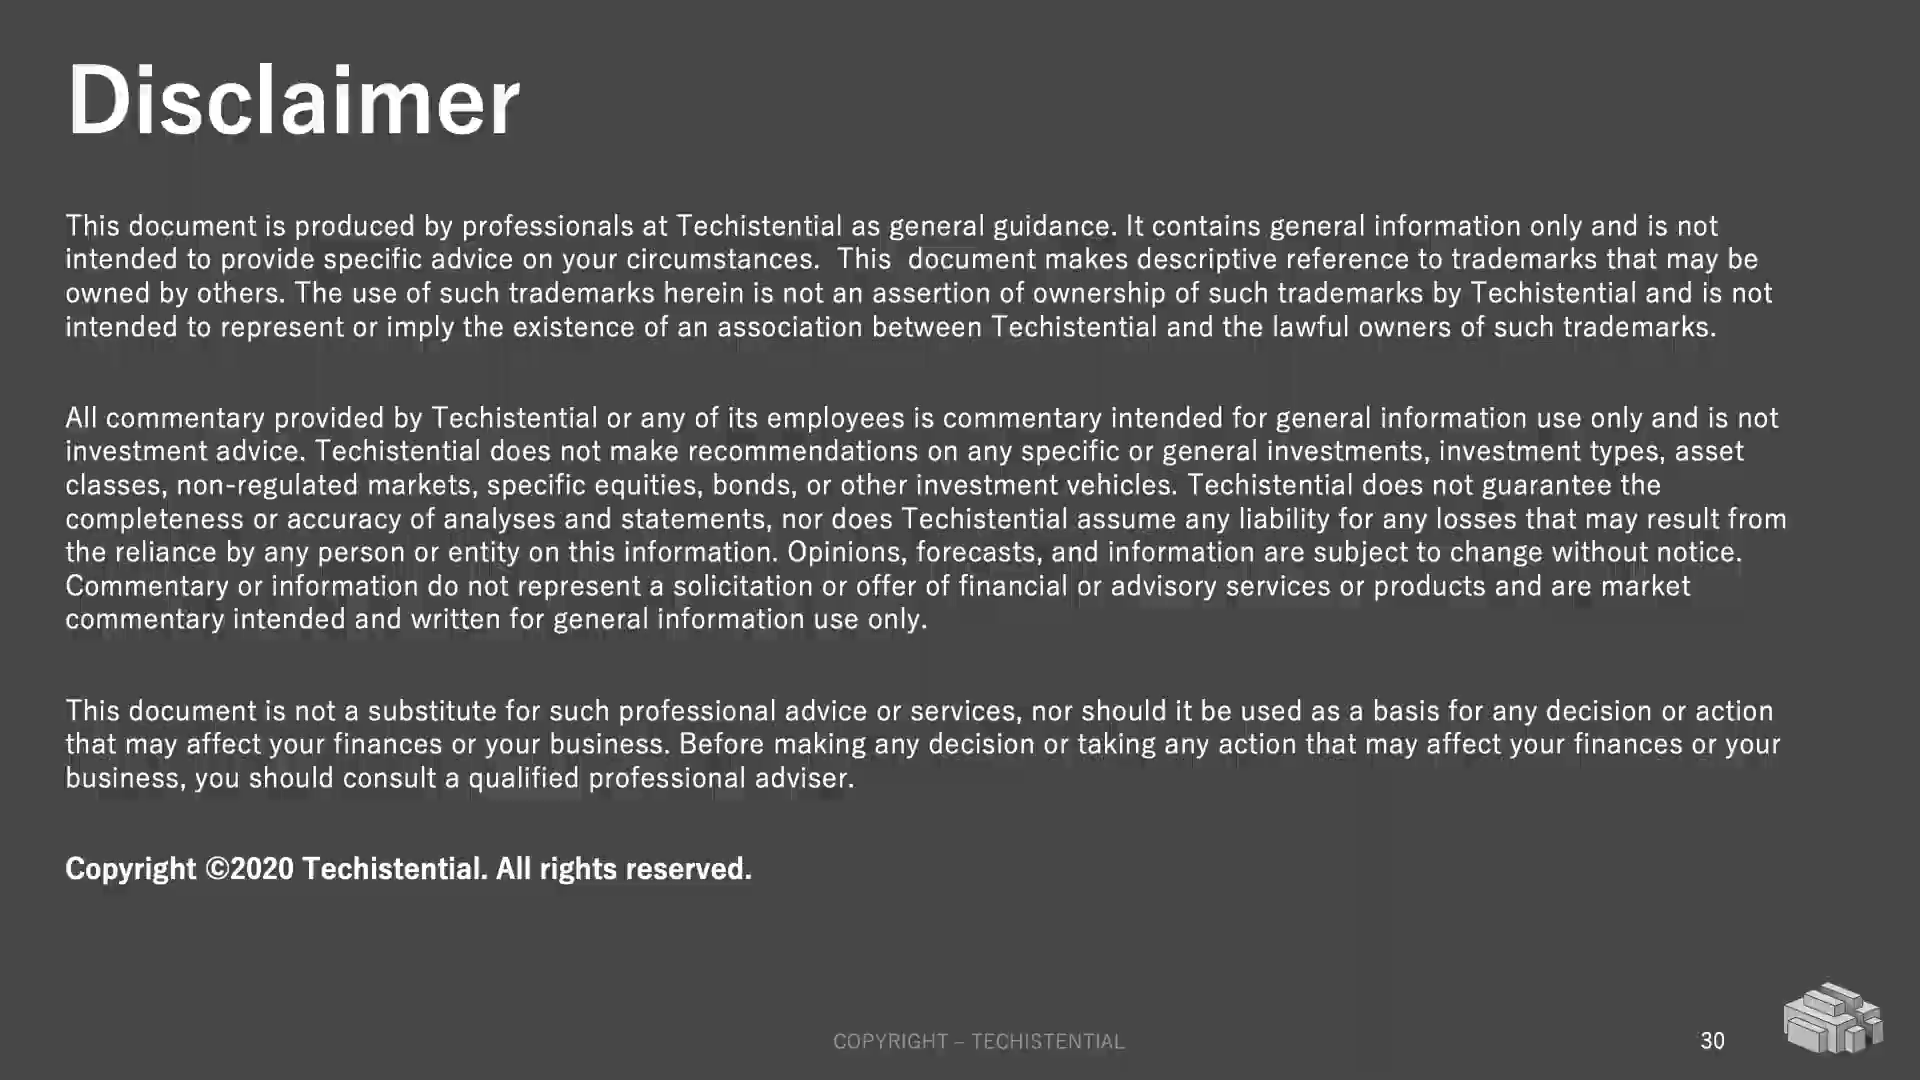 Disclaimer
This document is produced by professionals at Techistential as general guidance. It contains general information only and is not
intended to provide specific advice on your circumstances.  This  document makes descriptive reference to trademarks that may be
owned by others. The use of such trademarks herein is not an assertion of ownership of such trademarks by Techistential and is not
intended to represent or imply the existence of an association between Techistential and the lawful owners of such trademarks.
All commentary provided by Techistential or any of its employees is commentary intended for general information use only and is not
investment advice. Techistential does not make recommendations on any specific or general investments, investment types, asset
classes, non-regulated markets, specific equities, bonds, or other investment vehicles. Techistential does not guarantee the
completeness or accuracy of analyses and statements, nor does Techistential assume any liability for any losses that may result from
the reliance by any person or entity on this information. Opinions, forecasts, and information are subject to change without notice.
Commentary or information do not represent a solicitation or offer of financial or advisory services or products and are market
commentary intended and written for general information use only.
This document is not a substitute for such professional advice or services, nor should it be used as a basis for any decision or action
that may affect your finances or your business. Before making any decision or taking any action that may affect your finances or your
business, you should consult a qualified professional adviser.
Copyright ©2020 Techistential. All rights reserved.
COPYRIGHT – TECHISTENTIAL
30